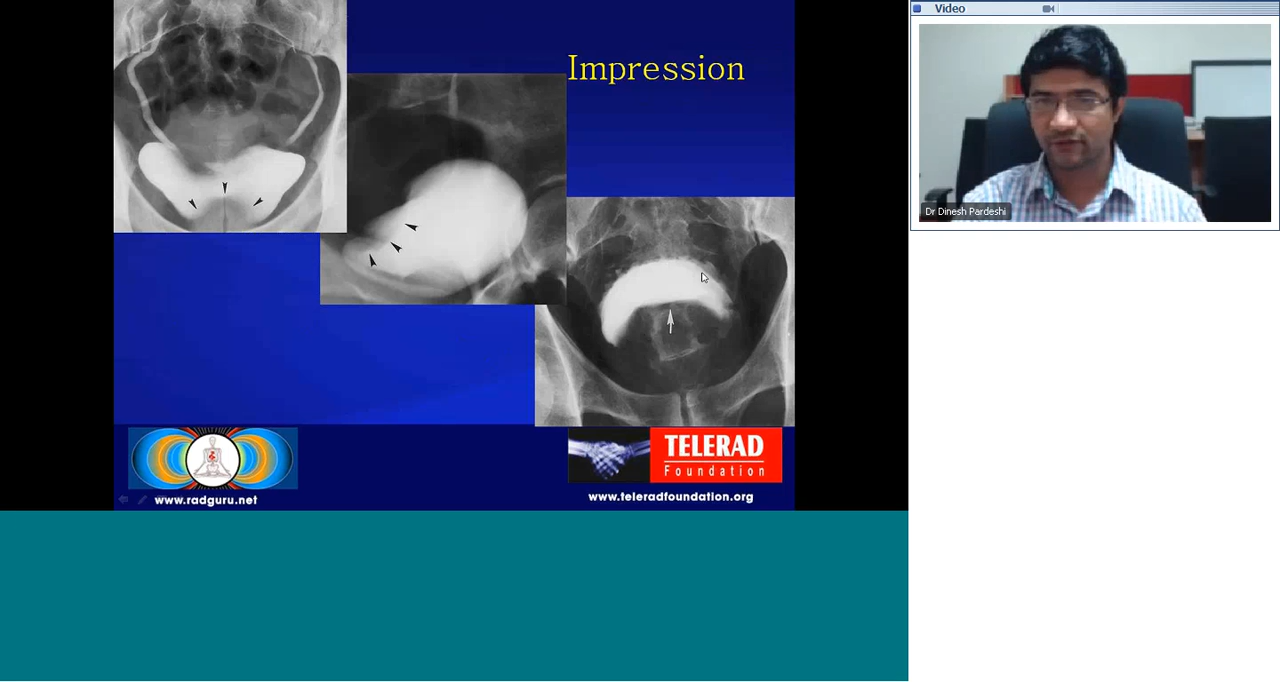 Impression
Video
Dr Dinesh Pardeshi
www.radguru.net
TELERAD
Foundation
www.teleradfoundation.org